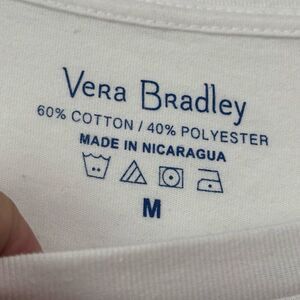 Vera Bradley
60% COTTON / 40% POLYESTER
MADE IN NICARAGUA
M